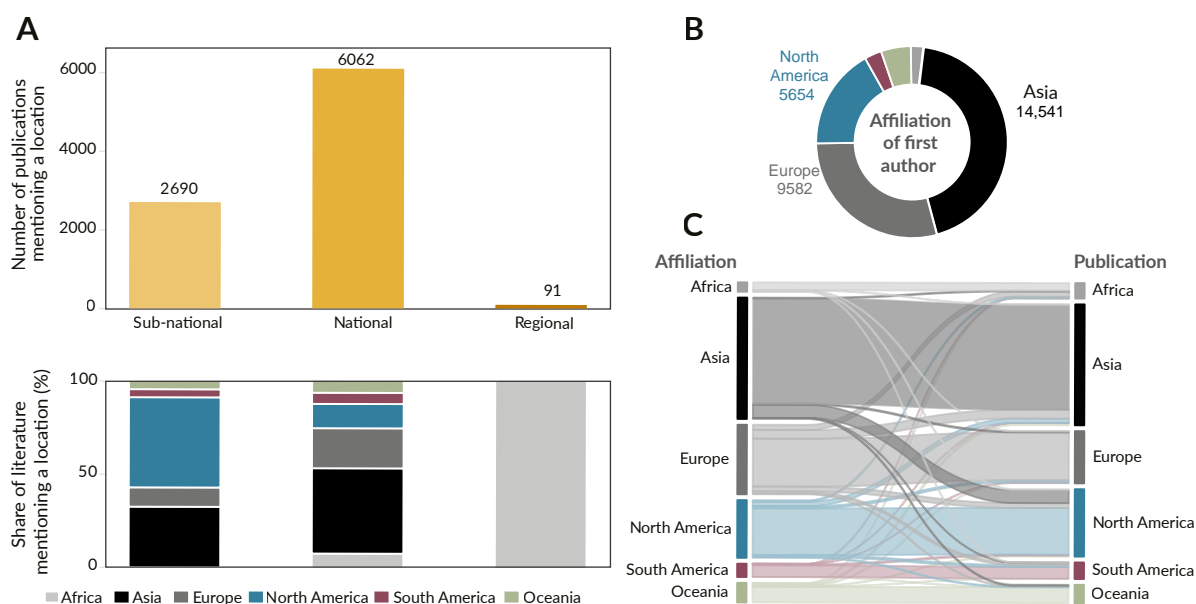 A
Number of publications
mentioning a location
6000
4000
2000
0
2690
6062
91
Sub-national
National
Regional
Share of literature
mentioning a location (%)
100
50
0
Africa
Asia
Europe
North America
South America
Oceania
B
North
America
5654
Asia
14,541
Affiliation
of first
author
Europe
9582
C
Affiliation
Publication
Africa
Asia
Europe
North America
South America
Oceania
Africa
Asia
Europe
North America
South America
Oceania